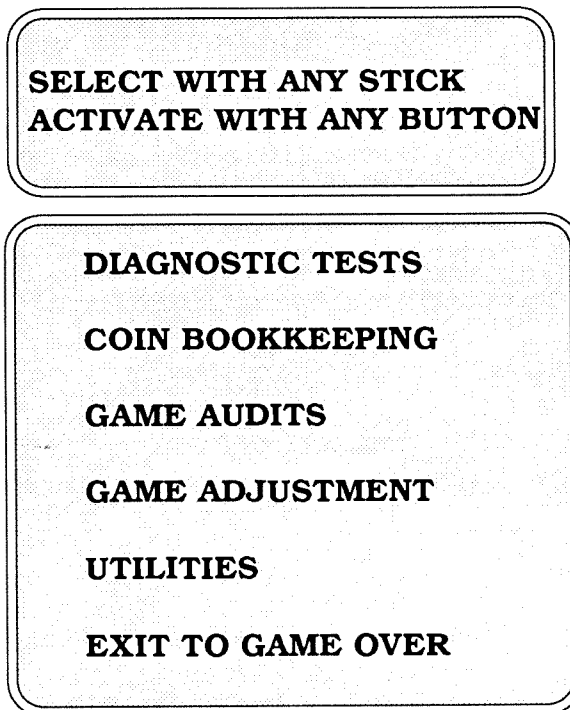 SELECT WITH ANY STICK
ACTIVATE WITH ANY BUTTON
DIAGNOSTIC TESTS
COIN BOOKKEEPING
GAME AUDITS
GAME ADJUSTMENT
UTILITIES
EXIT TO GAME OVER